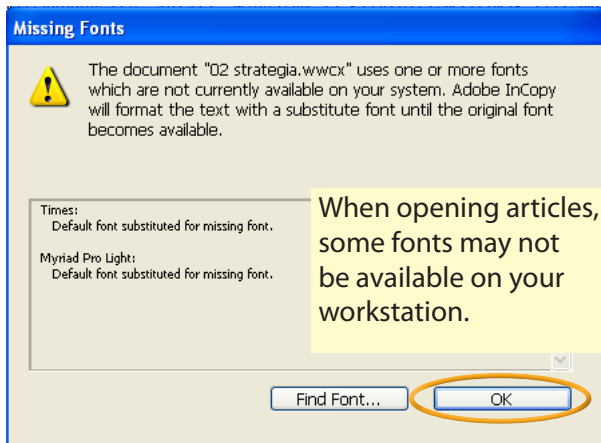 Missing Fonts
The document "02 strategia.wwcx" uses one or more fonts
which are not currently available on your system. Adobe InCopy
will format the text with a substitute font until the original font
becomes available.
Times:
Default font substituted for missing font.
Myriad Pro Light:
Default font substituted for missing font.
When opening articles,
some fonts may not
be available on your
workstation.
Find Font...
OK